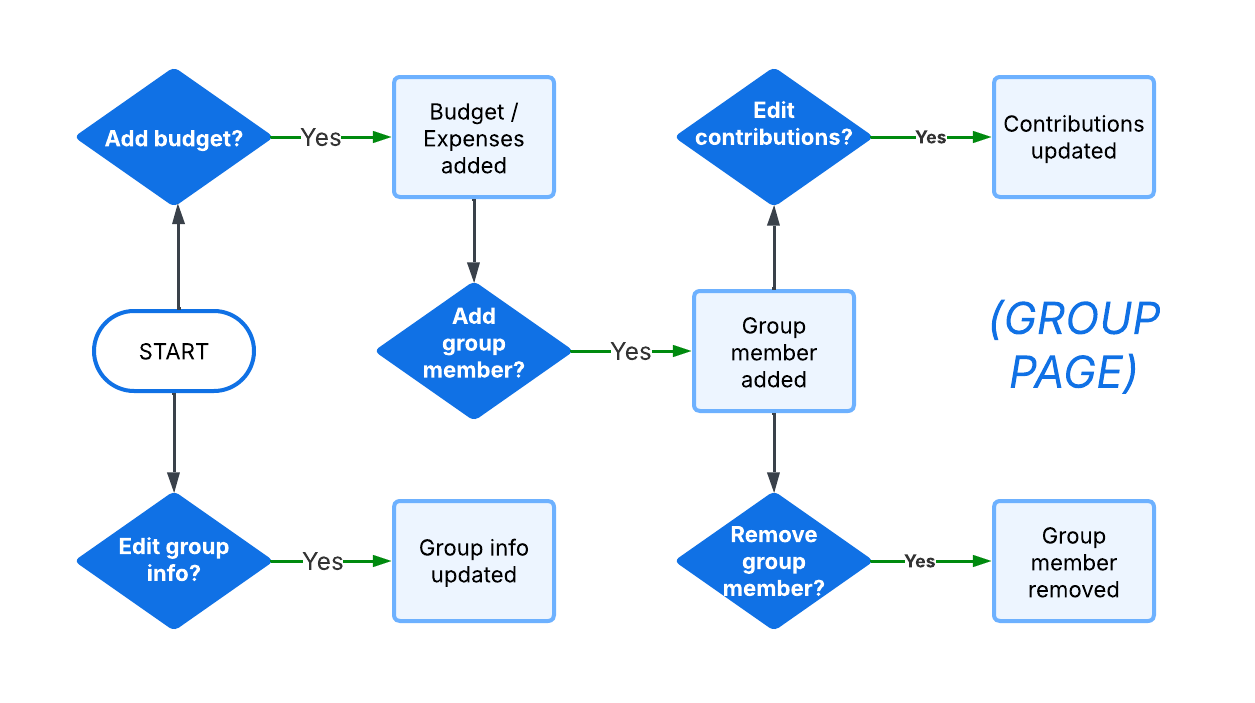 Add budget?
Yes
Budget /
Expenses
added
Edit
contributions?
Yes
Contributions
updated
START
Add
group
member?
Yes
Group
member
added
(GROUP
PAGE)
Edit group
info?
Yes
Group info
updated
Remove
group
member?
Yes
Group
member
removed